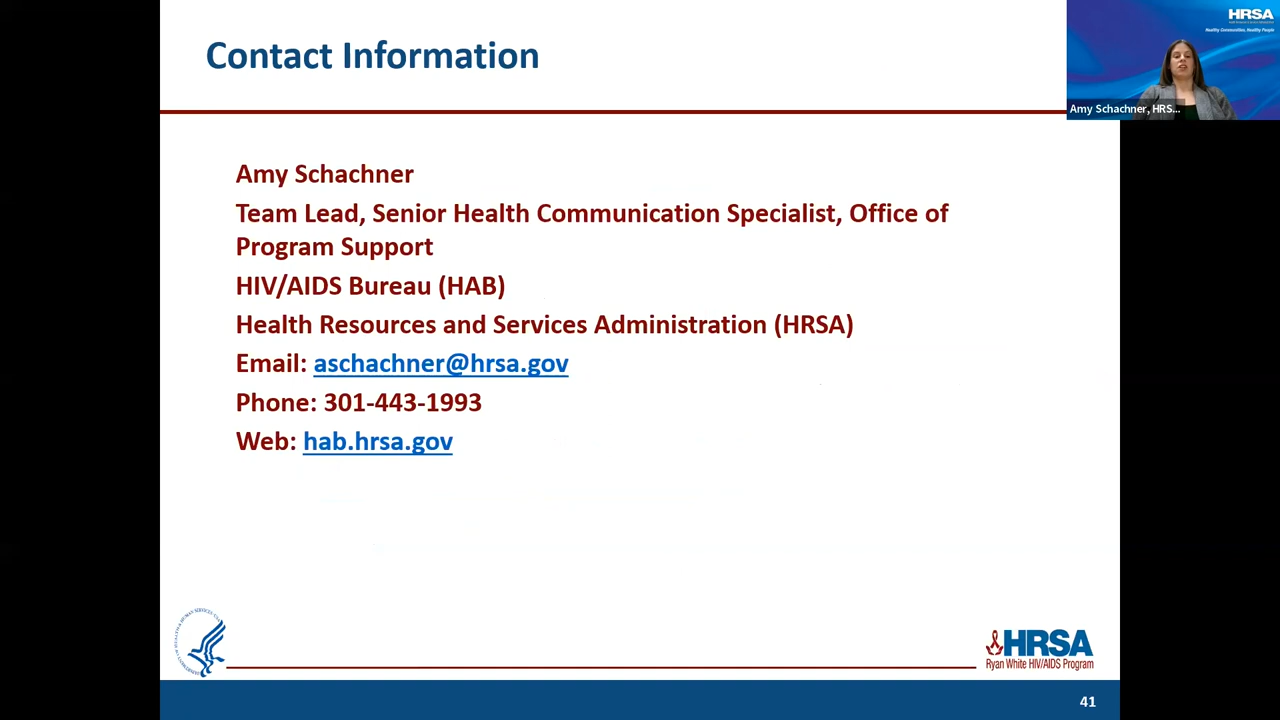 Contact Information
HRSA
Healthy Communities, Healthy People
Amy Schachner, HRS...
Amy Schachner
Team Lead, Senior Health Communication Specialist, Office of
Program Support
HIV/AIDS Bureau (HAB)
Health Resources and Services Administration (HRSA)
Email: aschachner@hrsa.gov
Phone: 301-443-1993
Web: hab.hrsa.gov
HRSA
Ryan White HIV/AIDS Program
41